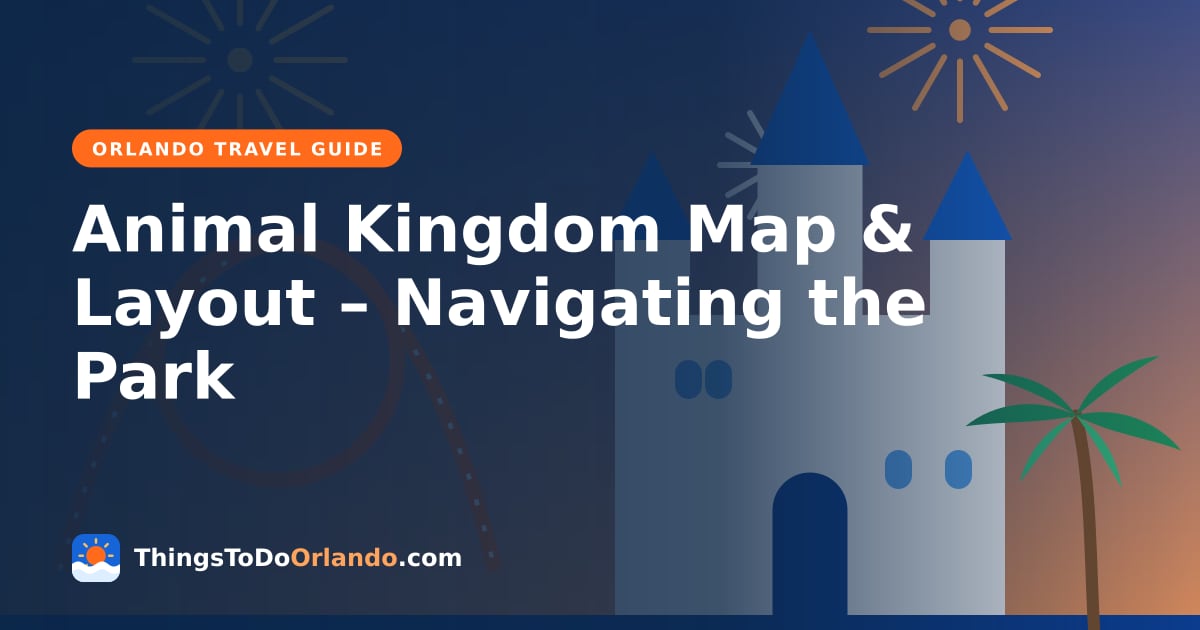 ORLANDO TRAVEL GUIDE
Animal Kingdom Map &
Layout – Navigating the
Park
ThingsToDoOrlando.com